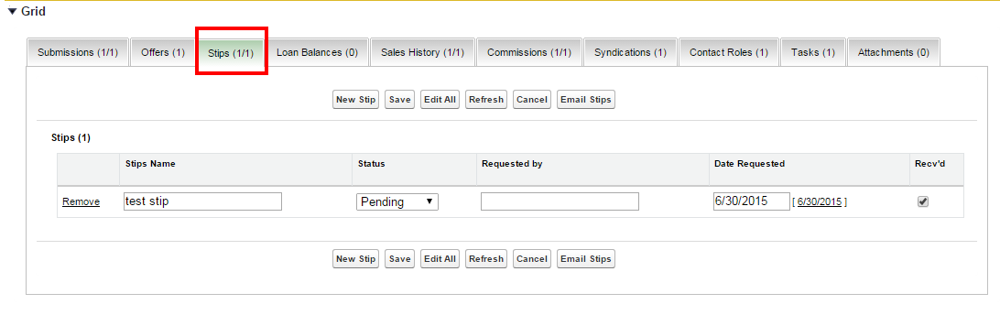 Grid
Submissions (1/1) Offers (1) Stips (1/1) Loan Balances (0) Sales History (1/1) Commissions (1/1) Syndications (1) Contact Roles (1) Tasks (1) Attachments (0)
New Stip Save Edit All Refresh Cancel Email Stips
Stips (1)
Stips Name Status Requested by Date Requested Recv'd
Remove test stip Pending 6/30/2015 [ 6/30/2015 ]
New Stip Save Edit All Refresh Cancel Email Stips